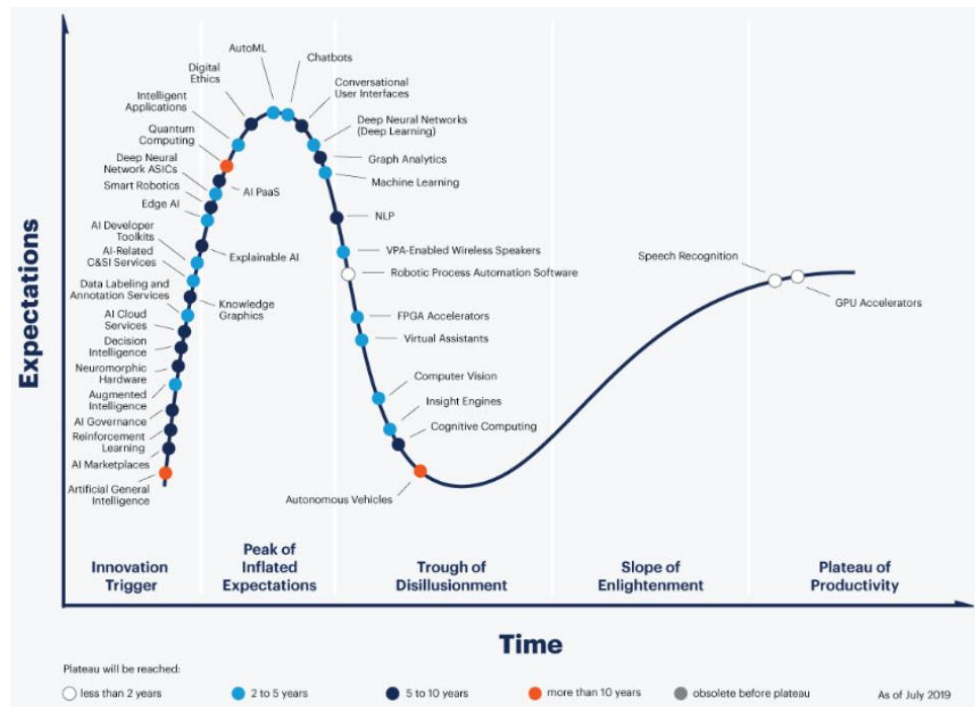 AutoML
Chatbots
Digital
Ethics
Conversational
User Interfaces
Intelligent
Applications
Deep Neural Networks
(Deep Learning)
Quantum
Computing
Graph Analytics
Deep Neural
Network ASICs
Machine Learning
Smart Robotics
AI PaaS
Edge AI
NLP
AI Developer
Toolkits
Explainable AI
VPA-Enabled Wireless Speakers
AI-Related
C&SI Services
Robotic Process Automation Software
Speech Recognition
GPU Accelerators
Data Labeling and
Annotation Services
Knowledge
Graphics
AI Cloud
Services
FPGA Accelerators
Decision
Intelligence
Virtual Assistants
Neuromorphic
Hardware
Computer Vision
Augmented
Intelligence
Insight Engines
AI Governance
Cognitive Computing
Reinforcement
Learning
AI Marketplaces
Artificial General
Intelligence
Autonomous Vehicles
Expectations
Innovation
Trigger
Peak of
Inflated
Expectations
Trough of
Disillusionment
Slope of
Enlightenment
Plateau of
Productivity
Time
Plateau will be reached:
less than 2 years
2 to 5 years
5 to 10 years
more than 10 years
obsolete before plateau
As of July 2019